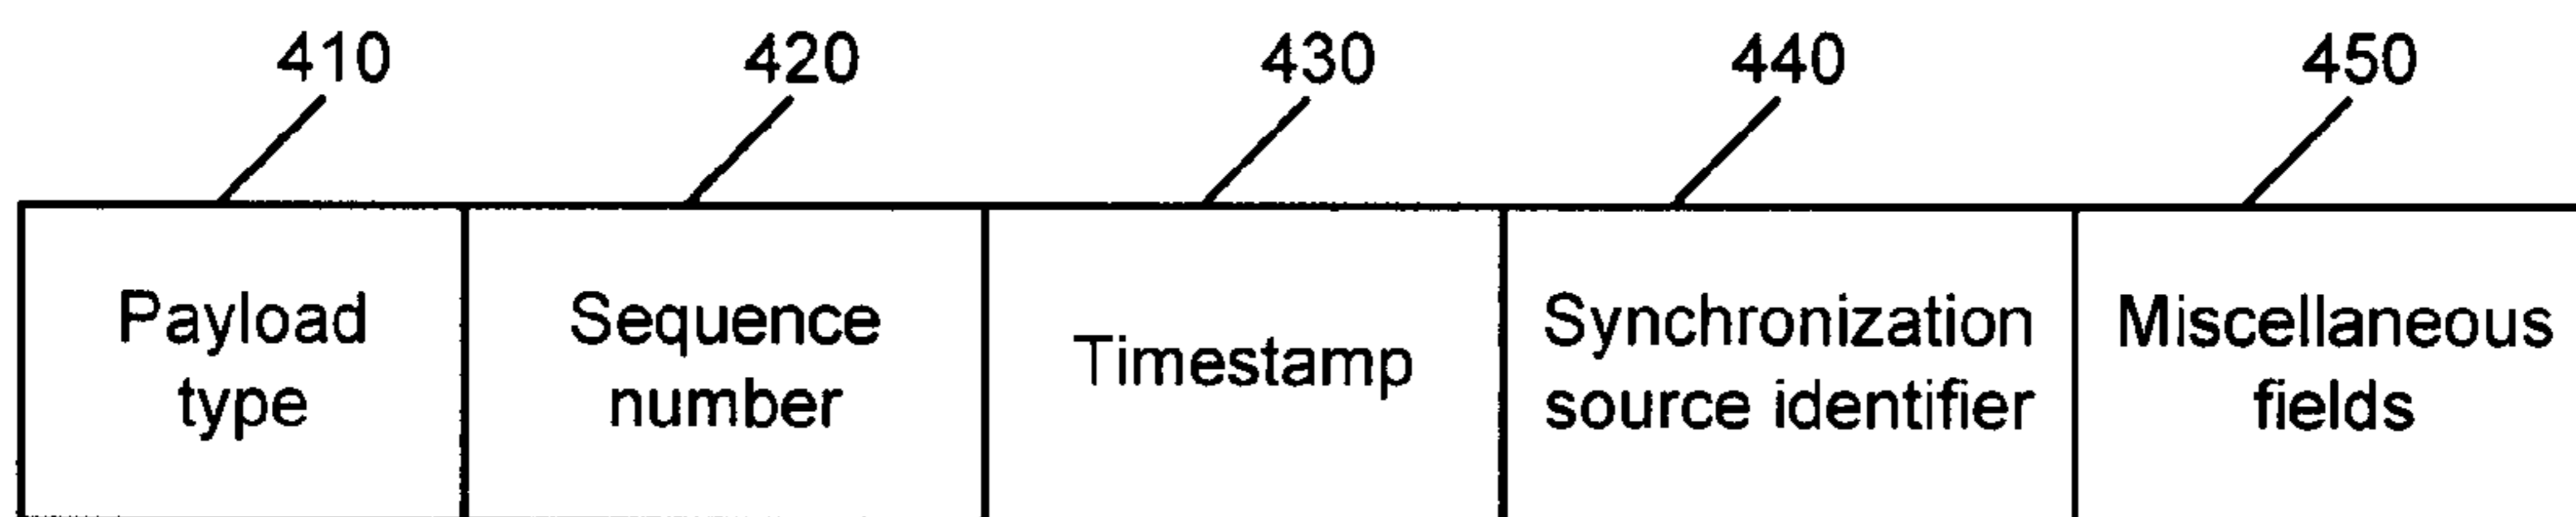 410 420 430 440 450
Payload
type
Sequence
number
Timestamp
Synchronization
source identifier
Miscellaneous
fields